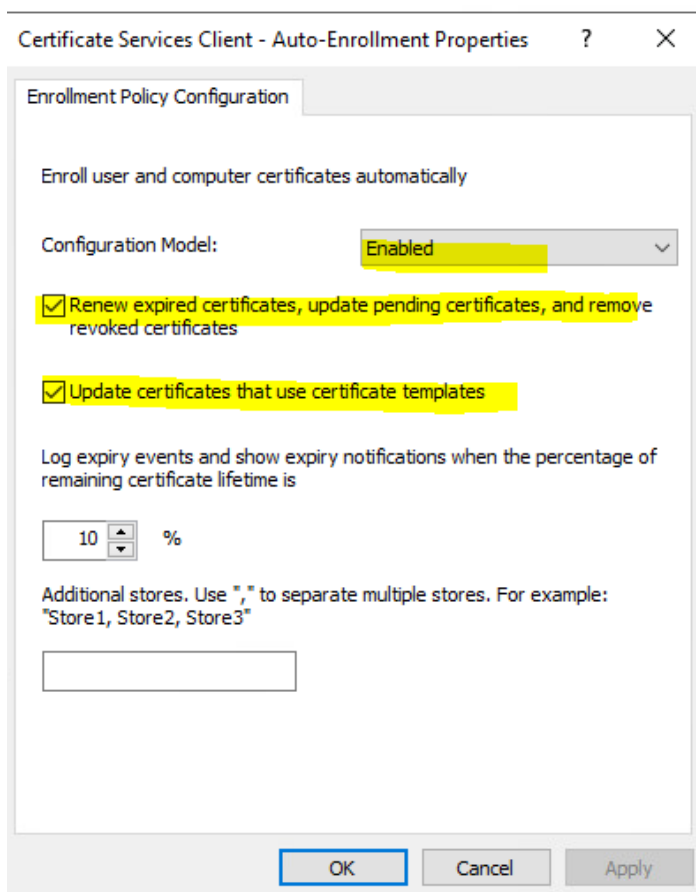 Certificate Services Client - Auto-Enrollment Properties ? ✕
Enrollment Policy Configuration
Enroll user and computer certificates automatically
Configuration Model: Enabled
Renew expired certificates, update pending certificates, and remove
revoked certificates
Update certificates that use certificate templates
Log expiry events and show expiry notifications when the percentage of
remaining certificate lifetime is
10 %
Additional stores. Use "," to separate multiple stores. For example:
"Store1, Store2, Store3"
OK Cancel Apply